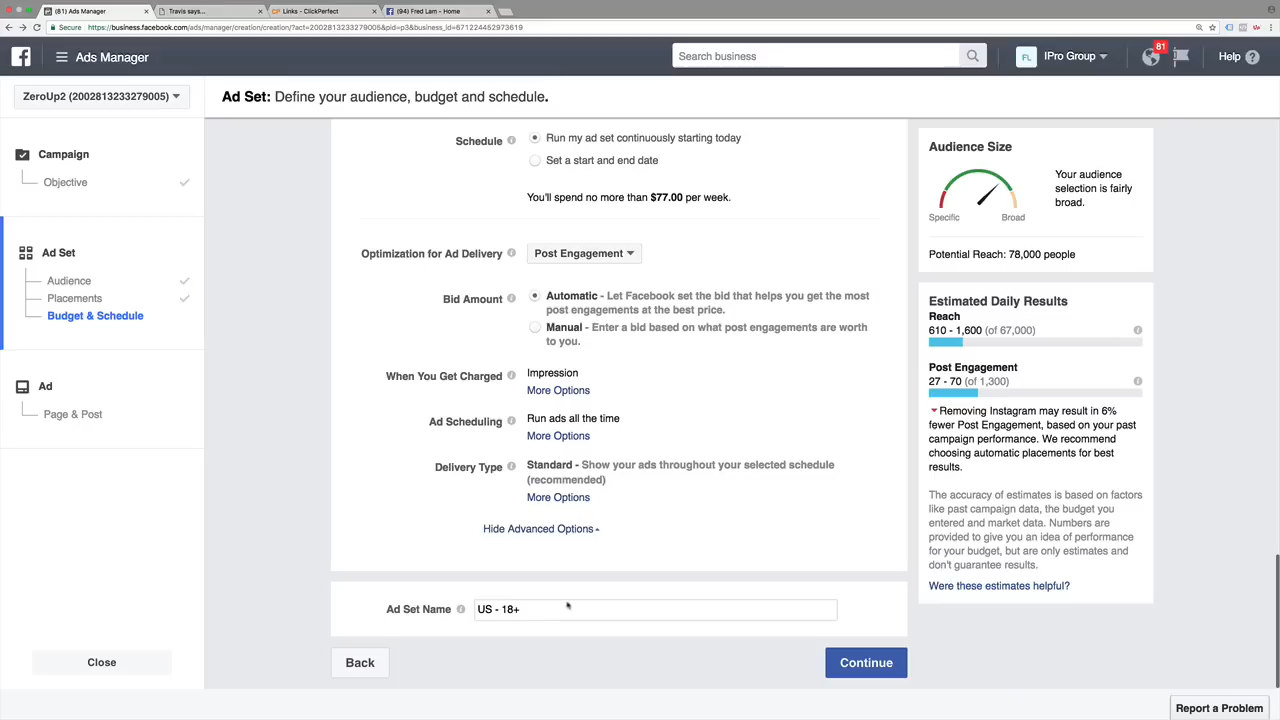 (81) Ads Manager
Travis says...
CP Links - ClickPerfect
(94) Fred Lam - Home
Secure https://business.facebook.com/ads/manager/creation/creation/?act=2002813233279005&pid=p3&business_id=671224452973619
Ads Manager
Search business
FL IPro Group
81
Help ?
ZeroUp2 (2002813233279005)
Ad Set: Define your audience, budget and schedule.
Campaign
Objective
Ad Set
Audience
Placements
Budget & Schedule
Ad
Page & Post
Close
Schedule
Run my ad set continuously starting today
Set a start and end date
You'll spend no more than $77.00 per week.
Optimization for Ad Delivery
Post Engagement
Bid Amount
Automatic - Let Facebook set the bid that helps you get the most
post engagements at the best price.
Manual - Enter a bid based on what post engagements are worth
to you.
When You Get Charged
Impression
More Options
Ad Scheduling
Run ads all the time
More Options
Delivery Type
Standard - Show your ads throughout your selected schedule
(recommended)
More Options
Hide Advanced Options
Ad Set Name
US - 18+
Back
Continue
Audience Size
Your audience
selection is fairly
broad.
Specific
Broad
Potential Reach: 78,000 people
Estimated Daily Results
Reach
610 - 1,600 (of 67,000)
Post Engagement
27 - 70 (of 1,300)
Removing Instagram may result in 6%
fewer Post Engagement, based on your past
campaign performance. We recommend
choosing automatic placements for best
results.
The accuracy of estimates is based on factors
like past campaign data, the budget you
entered and market data. Numbers are
provided to give you an idea of performance
for your budget, but are only estimates and
don't guarantee results.
Were these estimates helpful?
Report a Problem